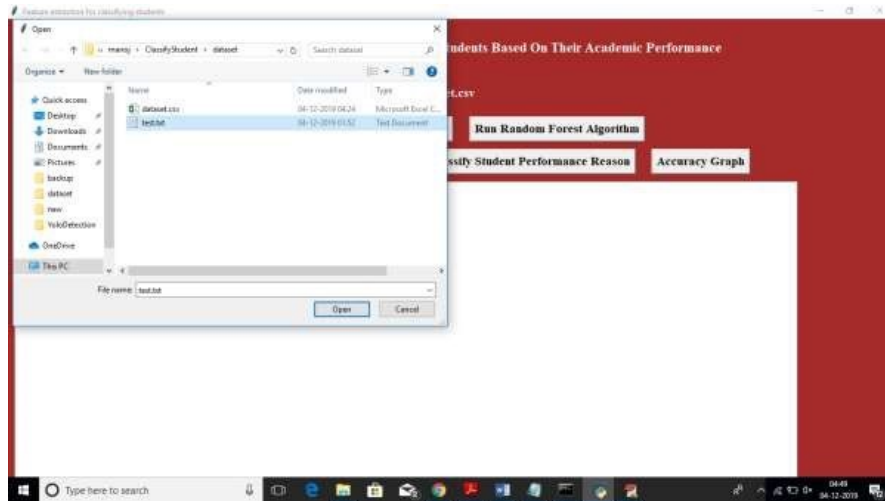 Feature extraction for classifying students
Open
manoj › ClassifyStudent › dataset
Search dataset
udents Based On Their Academic Performance
Organize
New folder
Name
Date modified
Type
et.csv
Quick access
Desktop
Downloads
Documents
Pictures
backup
dataset
new
YoloDetection
OneDrive
This PC
dataset.csv
04-12-2019 04:24
Microsoft Excel C...
test.txt
04-12-2019
Text Document
Run Random Forest Algorithm
ssify Student Performance Reason
Accuracy Graph
File name:
test.txt
Open
Cancel
Type here to search
04:49
04-12-2019